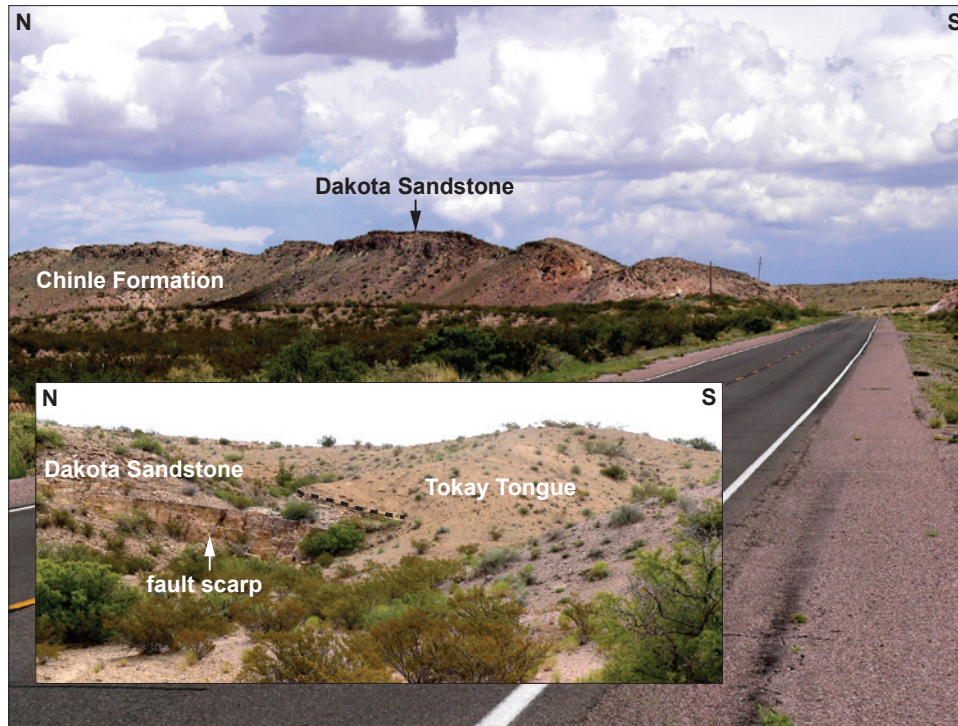 N
S
Dakota Sandstone
Chinle Formation
N
S
Dakota Sandstone
Tokay Tongue
fault scarp